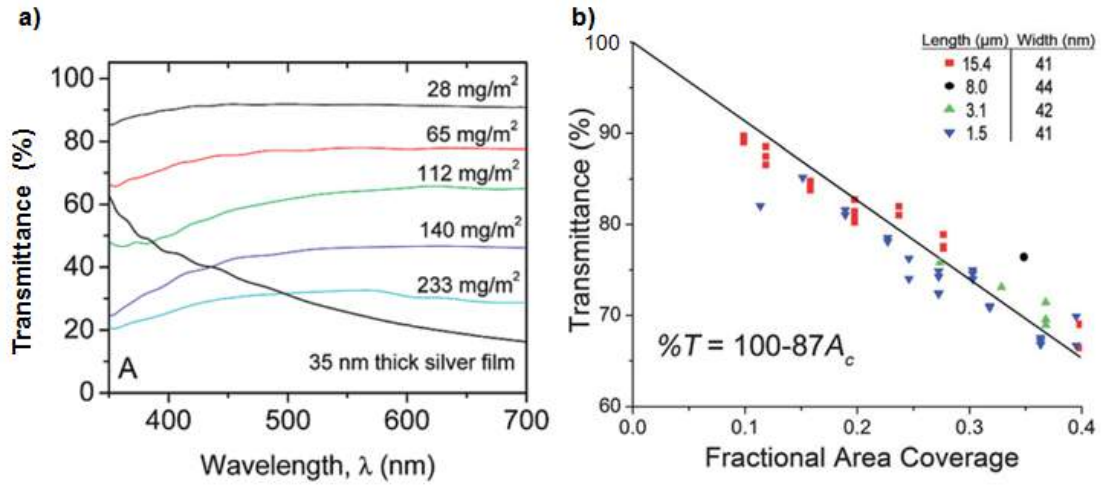 a)
Transmittance (%)
100
80
60
40
20
0
28 mg/m²
65 mg/m²
112 mg/m²
140 mg/m²
233 mg/m²
A
35 nm thick silver film
400
500
600
700
Wavelength, λ (nm)
b)
Transmittance (%)
100
90
80
70
60
Length (µm) Width (nm)
15.4 41
8.0 44
3.1 42
1.5 41
%T = 100-87A_c
0.0
0.1
0.2
0.3
0.4
Fractional Area Coverage